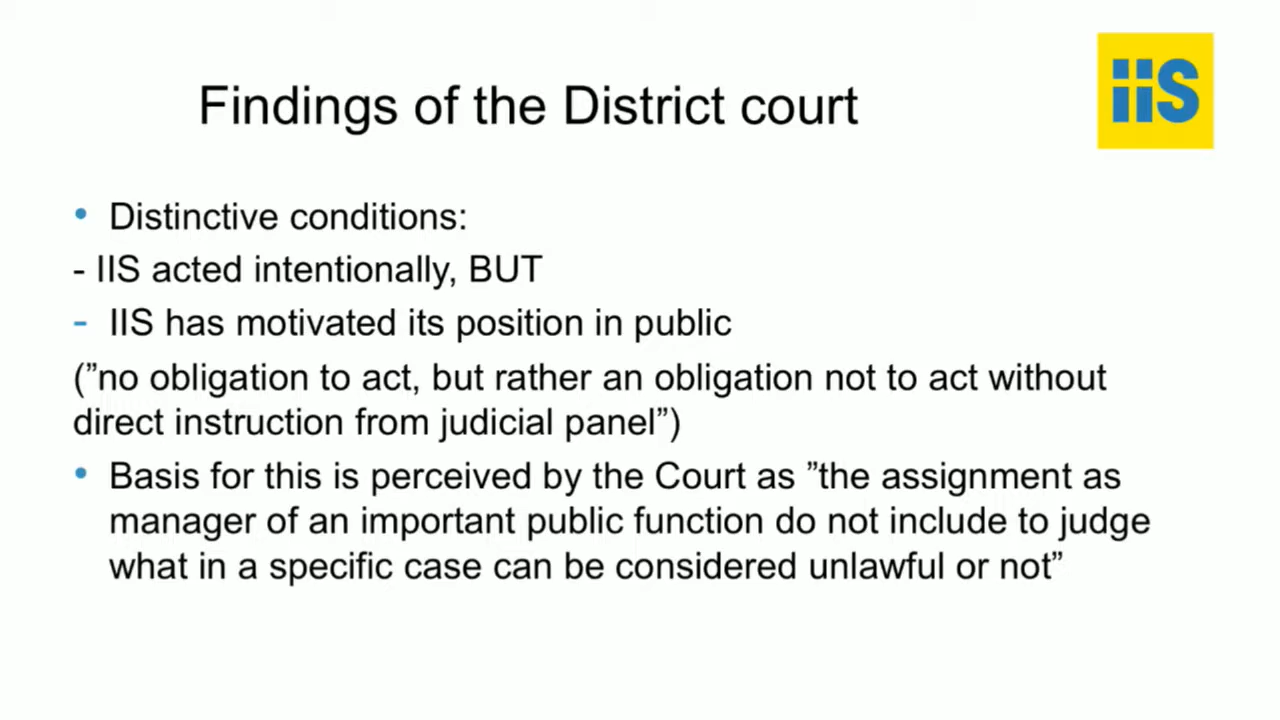 Findings of the District court
iis
• Distinctive conditions:
- IIS acted intentionally, BUT
- IIS has motivated its position in public
(”no obligation to act, but rather an obligation not to act without
direct instruction from judicial panel”)
• Basis for this is perceived by the Court as ”the assignment as
manager of an important public function do not include to judge
what in a specific case can be considered unlawful or not”